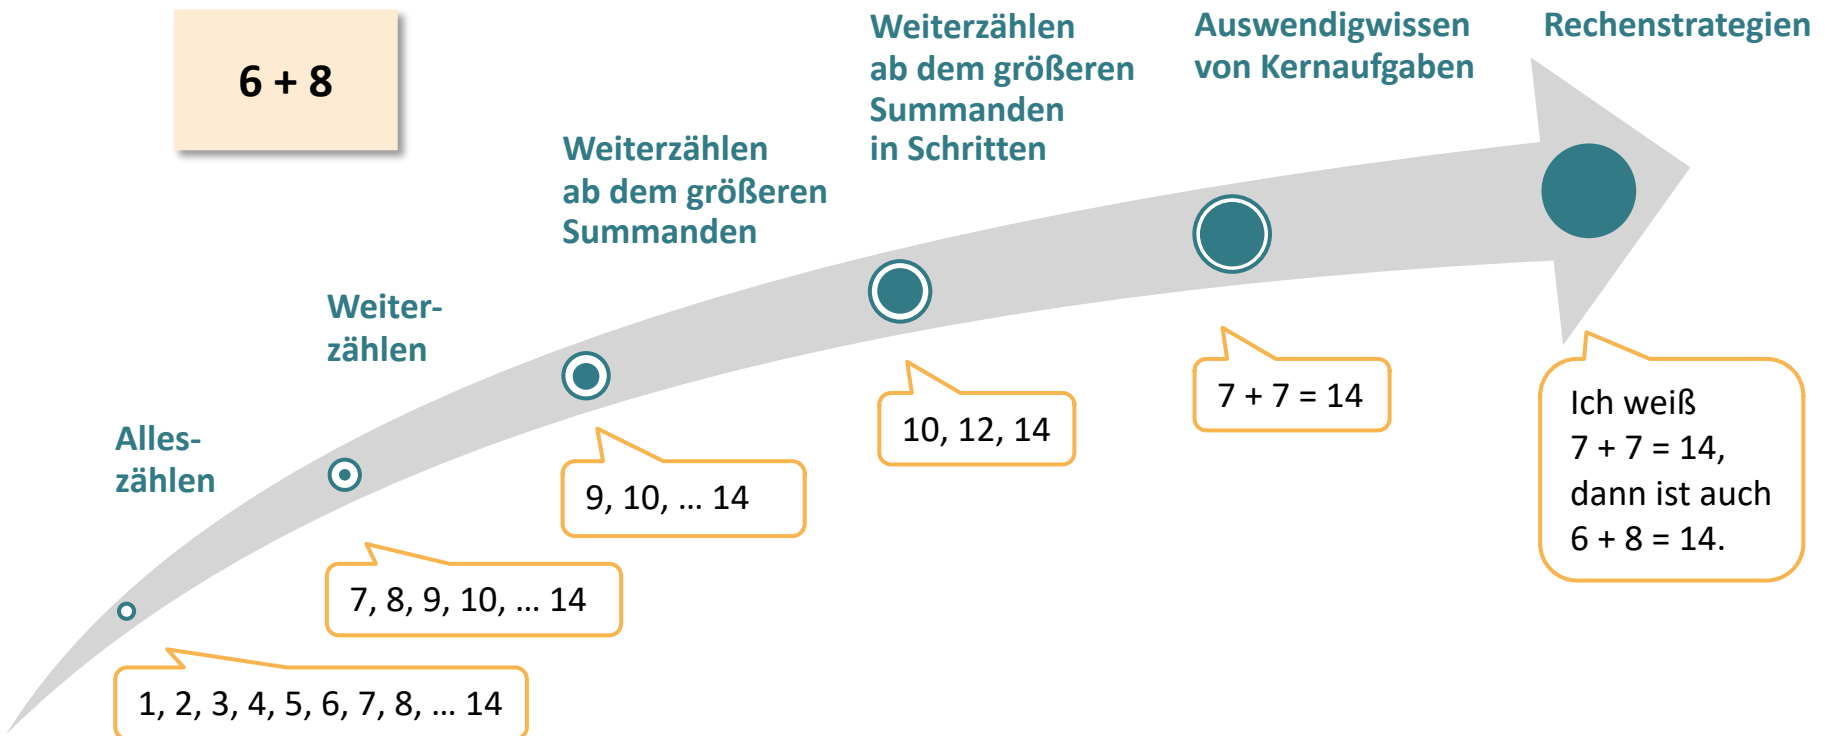 6 + 8
Alles-
zählen
1, 2, 3, 4, 5, 6, 7, 8, … 14
Weiter-
zählen
7, 8, 9, 10, … 14
Weiterzählen
ab dem größeren
Summanden
9, 10, … 14
Weiterzählen
ab dem größeren
Summanden
in Schritten
10, 12, 14
Auswendigwissen
von Kernaufgaben
7 + 7 = 14
Rechenstrategien
Ich weiß
7 + 7 = 14,
dann ist auch
6 + 8 = 14.